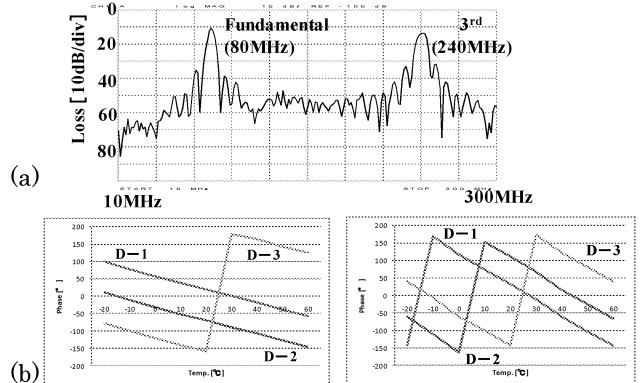 log MAG 10 dB/ REF -100 dB
20
40
60
80
Loss [10dB/div]
Fundamental
(80MHz)
3rd
(240MHz)
(a)
START 10 MHz
STOP 300 MHz
10MHz
300MHz
200
150
100
50
0
-50
-100
-150
-200
Phase[° ]
-20 -10 0 10 20 30 40 50 60
D－1
D－3
D－2
Temp. [℃]
200
150
100
50
0
-50
-100
-150
-200
Phase[° ]
-20 -10 0 10 20 30 40 50 60
D－1
D－3
D－2
Temp. [℃]
(b)